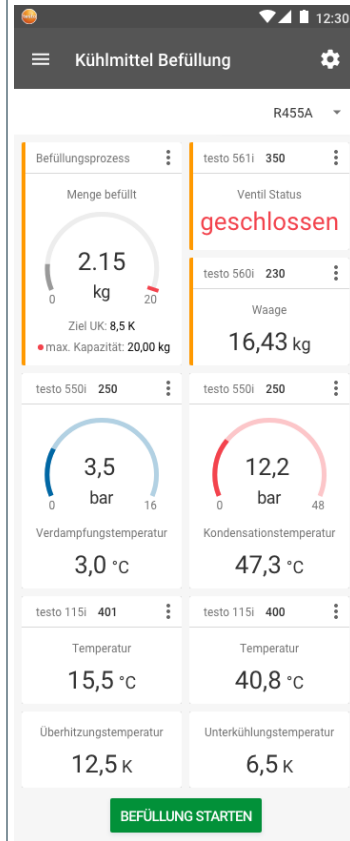 12:30
Kühlmittel Befüllung
R455A
Befüllungsprozess
Menge befüllt
2.15
kg
0
20
Ziel UK: 8,5 K
max. Kapazität: 20,00 kg
testo 561i 350
Ventil Status
geschlossen
testo 560i 230
Waage
16,43 kg
testo 550i 250
3,5
bar
0
16
Verdampfungstemperatur
3,0 °C
testo 550i 250
12,2
bar
0
48
Kondensationstemperatur
47,3 °C
testo 115i 401
Temperatur
15,5 °C
testo 115i 400
Temperatur
40,8 °C
Überhitzungstemperatur
12,5 K
Unterkühlungstemperatur
6,5 K
BEFÜLLUNG STARTEN